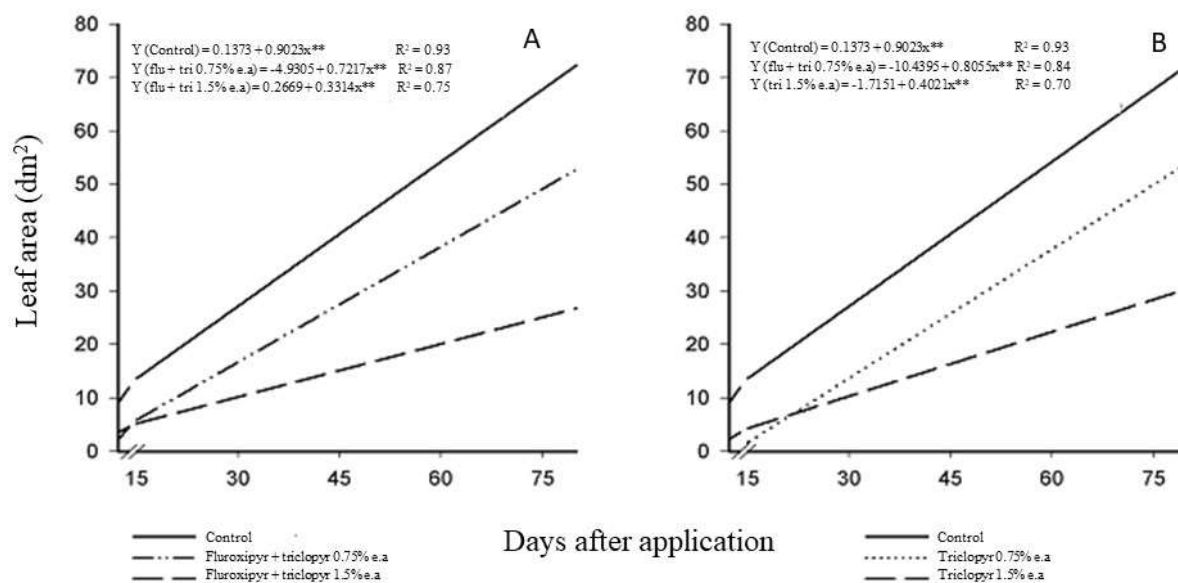 80
70
60
50
40
30
20
10
0
Leaf area (dm²)
A
Y (Control) = 0.1373 + 0.9023x** R² = 0.93
Y (flu + tri 0.75% e.a) = -4.9305 + 0.7217x** R² = 0.87
Y (flu + tri 1.5% e.a) = 0.2669 + 0.3314x** R² = 0.75
15 30 45 60 75
80
70
60
50
40
30
20
10
0
B
Y (Control) = 0.1373 + 0.9023x** R² = 0.93
Y (flu + tri 0.75% e.a) = -10.4395 + 0.8055x** R² = 0.84
Y (tri 1.5% e.a) = -1.7151 + 0.4021x** R² = 0.70
15 30 45 60 75
Days after application
Control
Fluroxipyr + triclopyr 0.75% e.a
Fluroxipyr + triclopyr 1.5% e.a
Control
Triclopyr 0.75% e.a
Triclopyr 1.5% e.a